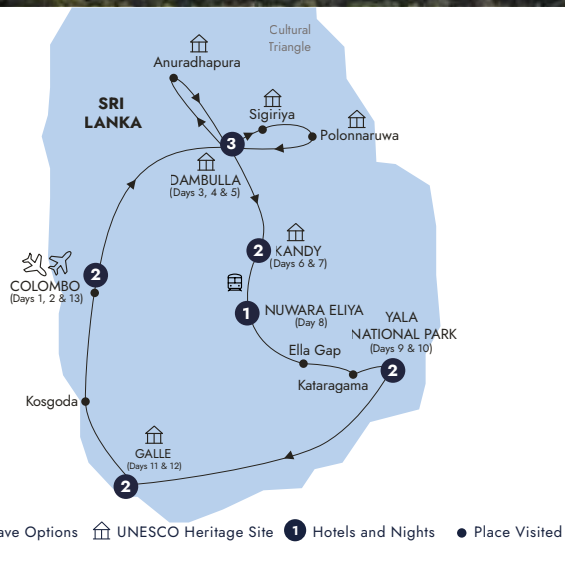 Cultural
Triangle
Anuradhapura
SRI
LANKA
Sigiriya
Polonnaruwa
3
DAMBULLA
(Days 3, 4 & 5)
2
KANDY
(Days 6 & 7)
2
COLOMBO
(Days 1, 2 & 13)
1
NUWARA ELIYA
(Day 8)
YALA
NATIONAL PARK
(Days 9 & 10)
Ella Gap
2
Kataragama
Kosgoda
GALLE
(Days 11 & 12)
2
Options UNESCO Heritage Site 1 Hotels and Nights Place Visited